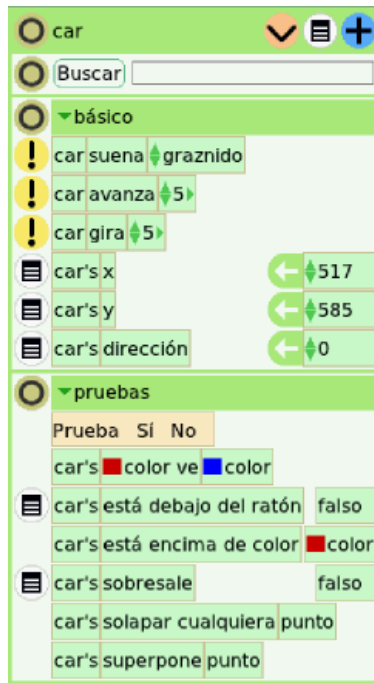 car
Buscar
básico
car suena graznido
car avanza 5
car gira 5
car's x 517
car's y 585
car's dirección 0
pruebas
Prueba Sí No
car's color ve color
car's está debajo del ratón falso
car's está encima de color color
car's sobresale falso
car's solapar cualquiera punto
car's superpone punto